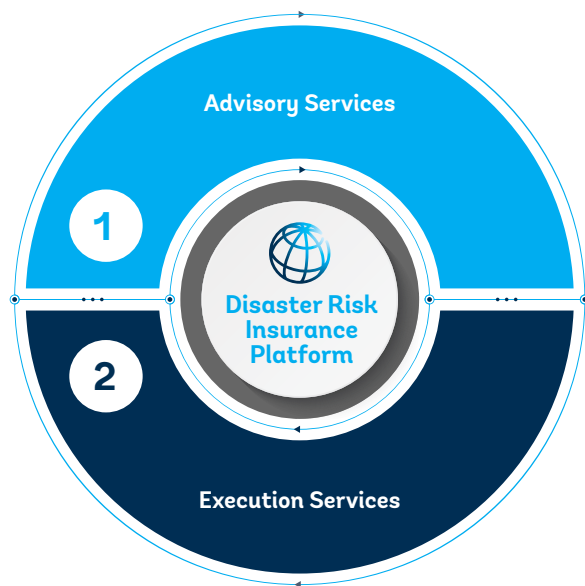 Advisory Services
1
Disaster Risk
Insurance
Platform
2
Execution Services